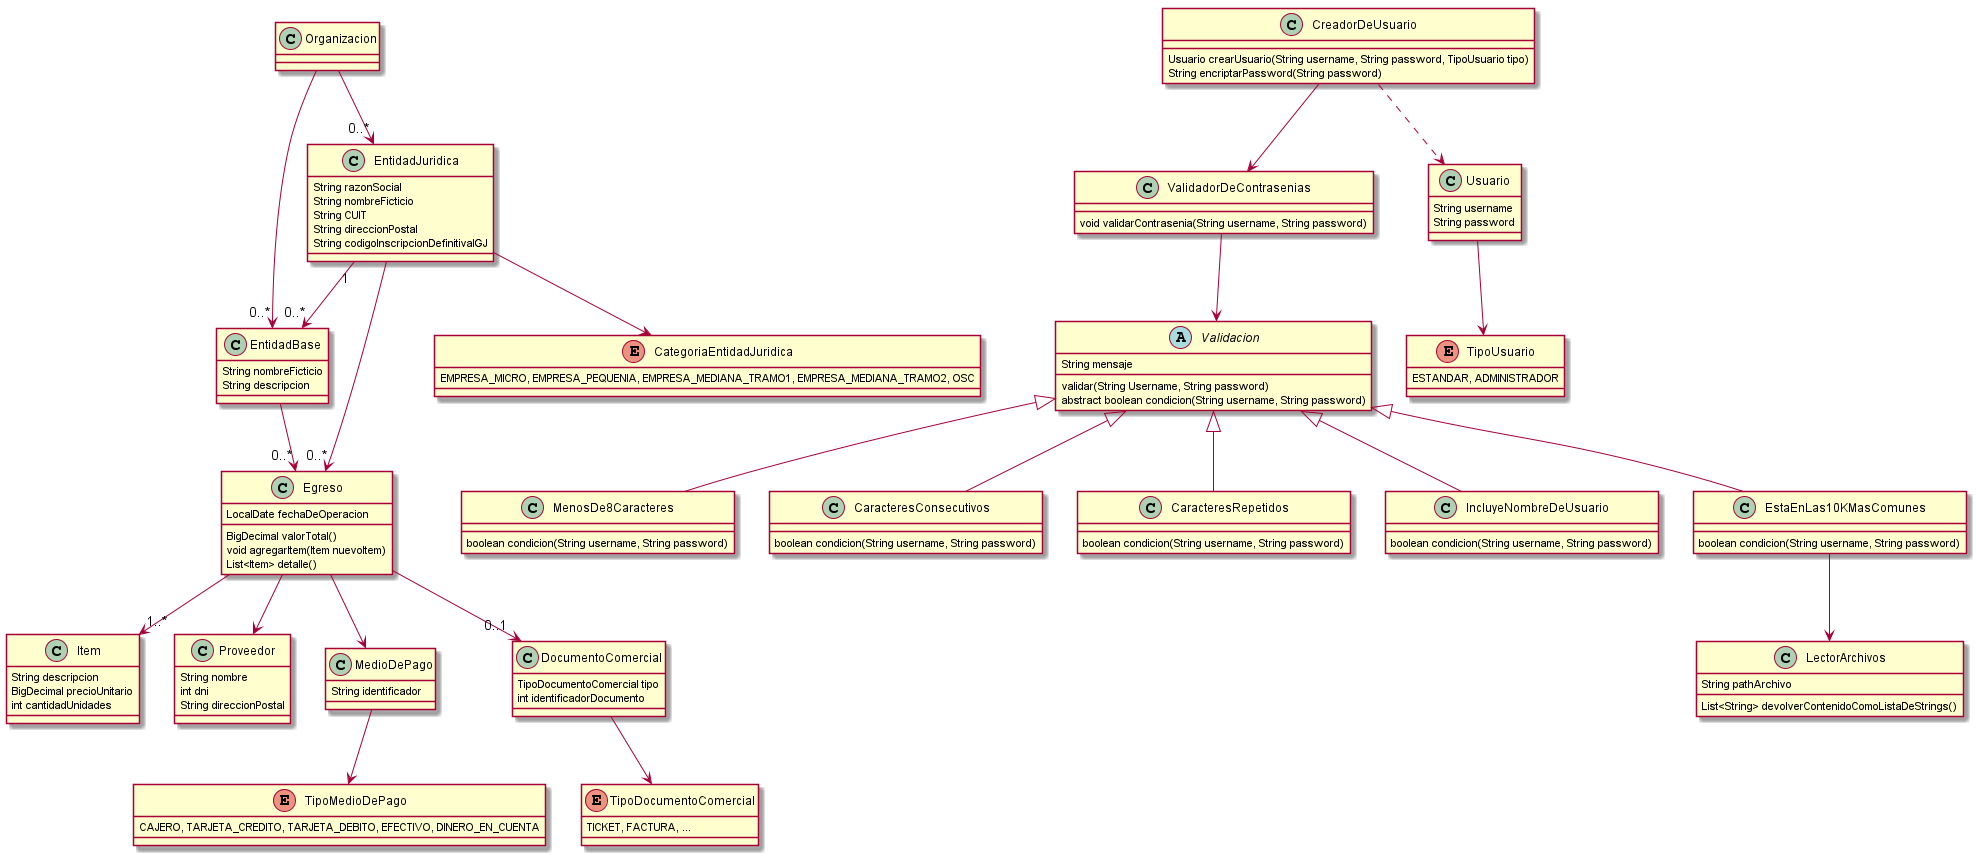 C Organizacion
0..*
C EntidadJuridica
String razonSocial
String nombreFicticio
String CUIT
String direccionPostal
String codigoInscripcionDefinitivaIGJ
1
0..*
0..*
C EntidadBase
String nombreFicticio
String descripcion
E CategoriaEntidadJuridica
EMPRESA_MICRO, EMPRESA_PEQUENIA, EMPRESA_MEDIANA_TRAMO1, EMPRESA_MEDIANA_TRAMO2, OSC
0..*
0..*
C Egreso
LocalDate fechaDeOperacion
BigDecimal valorTotal()
void agregarItem(Item nuevoItem)
List<Item> detalle()
1..*
0..1
C Item
String descripcion
BigDecimal precioUnitario
int cantidadUnidades
C Proveedor
String nombre
int dni
String direccionPostal
C MedioDePago
String identificador
C DocumentoComercial
TipoDocumentoComercial tipo
int identificadorDocumento
E TipoMedioDePago
CAJERO, TARJETA_CREDITO, TARJETA_DEBITO, EFECTIVO, DINERO_EN_CUENTA
E TipoDocumentoComercial
TICKET, FACTURA, ...
C CreadorDeUsuario
Usuario crearUsuario(String username, String password, TipoUsuario tipo)
String encriptarPassword(String password)
C ValidadorDeContrasenias
void validarContrasenia(String username, String password)
C Usuario
String username
String password
A Validacion
String mensaje
validar(String Username, String password)
abstract boolean condicion(String username, String password)
E TipoUsuario
ESTANDAR, ADMINISTRADOR
C MenosDe8Caracteres
boolean condicion(String username, String password)
C CaracteresConsecutivos
boolean condicion(String username, String password)
C CaracteresRepetidos
boolean condicion(String username, String password)
C IncluyeNombreDeUsuario
boolean condicion(String username, String password)
C EstaEnLas10KMasComunes
boolean condicion(String username, String password)
C LectorArchivos
String pathArchivo
List<String> devolverContenidoComoListaDeStrings()